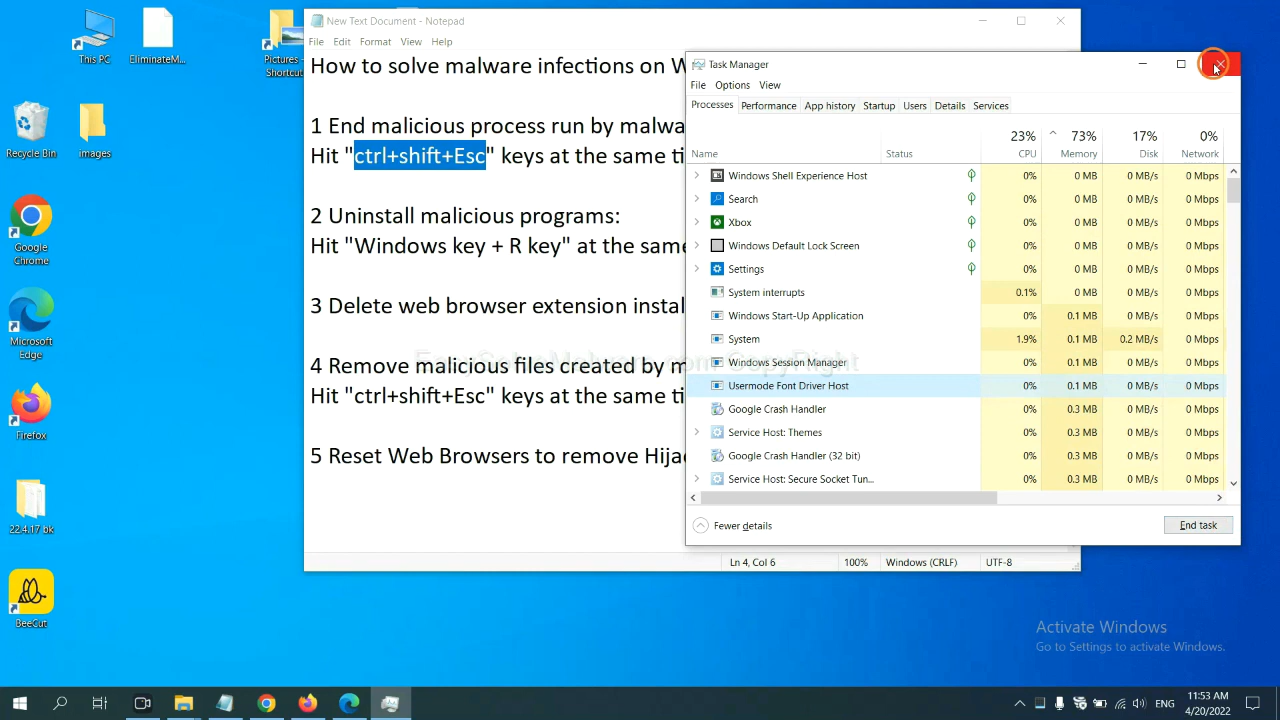 This PC
EliminateM...
Pictures - Shortcut
Recycle Bin
images
Google Chrome
Microsoft Edge
Firefox
22.4.17 bk
BeeCut
New Text Document - Notepad
File Edit Format View Help
How to solve malware infections on W
1 End malicious process run by malwa
Hit "ctrl+shift+Esc" keys at the same ti
2 Uninstall malicious programs:
Hit "Windows key + R key" at the same
3 Delete web browser extension instal
4 Remove malicious files created by m
Hit "ctrl+shift+Esc" keys at the same ti
5 Reset Web Browsers to remove Hijac
Ln 4, Col 6 100% Windows (CRLF) UTF-8
Task Manager
File Options View
Processes Performance App history Startup Users Details Services
23% 73% 17% 0%
Name Status CPU Memory Disk Network
Windows Shell Experience Host 0% 0 MB 0 MB/s 0 Mbps
Search 0% 0 MB 0 MB/s 0 Mbps
Xbox 0% 0 MB 0 MB/s 0 Mbps
Windows Default Lock Screen 0% 0 MB 0 MB/s 0 Mbps
Settings 0% 0 MB 0 MB/s 0 Mbps
System interrupts 0.1% 0 MB 0 MB/s 0 Mbps
Windows Start-Up Application 0% 0.1 MB 0 MB/s 0 Mbps
System 1.9% 0.1 MB 0.2 MB/s 0 Mbps
Windows Session Manager 0% 0.1 MB 0 MB/s 0 Mbps
Usermode Font Driver Host 0% 0.1 MB 0 MB/s 0 Mbps
Google Crash Handler 0% 0.3 MB 0 MB/s 0 Mbps
Service Host: Themes 0% 0.3 MB 0 MB/s 0 Mbps
Google Crash Handler (32 bit) 0% 0.3 MB 0 MB/s 0 Mbps
Service Host: Secure Socket Tun... 0% 0.3 MB 0 MB/s 0 Mbps
Fewer details End task
CopyRight
Activate Windows
Go to Settings to activate Windows.
ENG
11:53 AM
4/20/2022